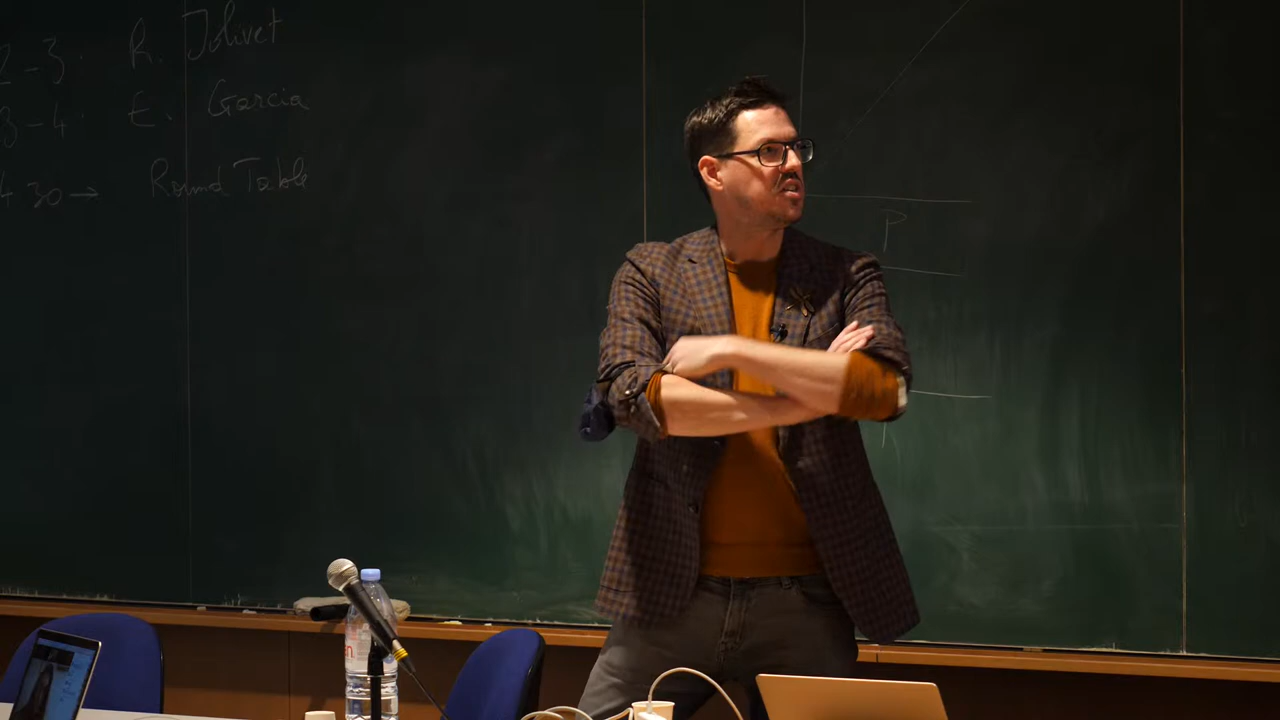 2-3. R. Jolivet
3-4. E. Garcia
4 30 → Round Table
P